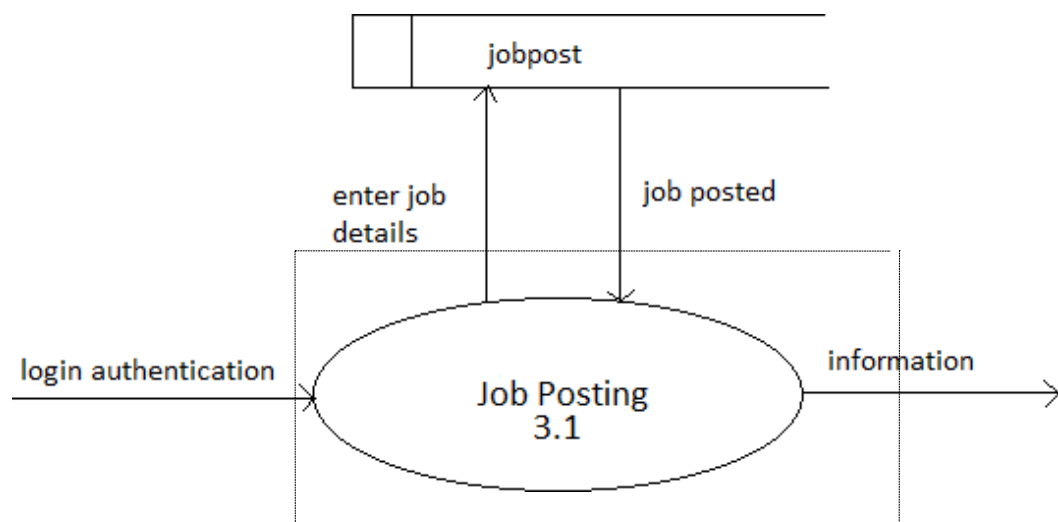 jobpost
enter job
details
job posted
login authentication
information
Job Posting
3.1